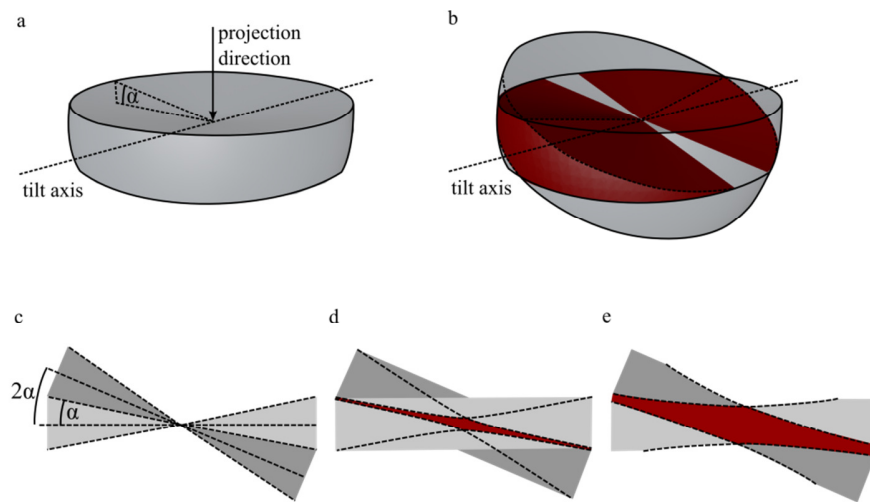 a
projection
direction
α
tilt axis
b
tilt axis
c
2α
α
d
e